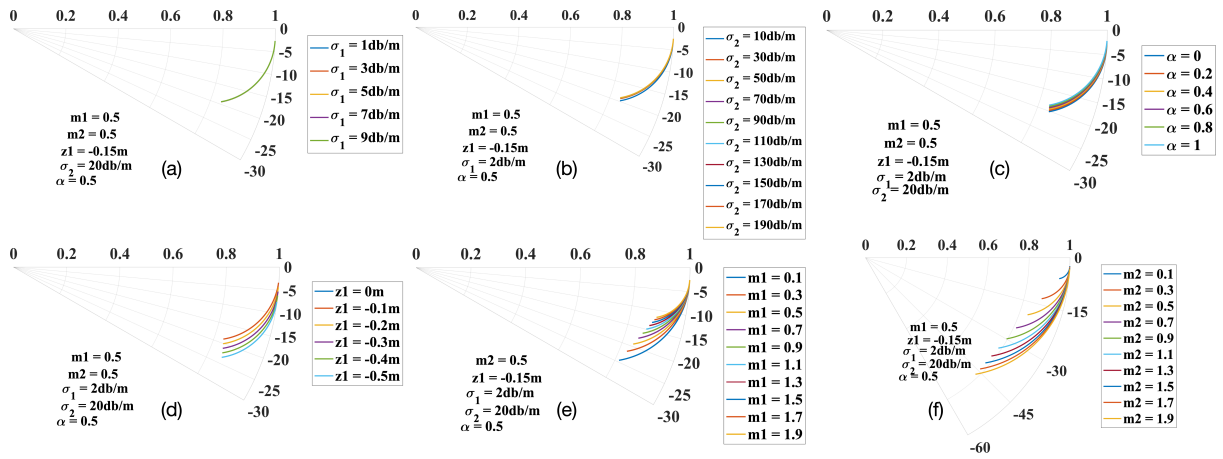 0 0.2 0.4 0.6 0.8 1
0
-5
-10
-15
-20
-25
-30
m1 = 0.5
m2 = 0.5
z1 = -0.15m
σ2 = 20db/m
α = 0.5
(a)
σ1 = 1db/m
σ1 = 3db/m
σ1 = 5db/m
σ1 = 7db/m
σ1 = 9db/m
0 0.2 0.4 0.6 0.8 1
0
-5
-10
-15
-20
-25
-30
m1 = 0.5
m2 = 0.5
z1 = -0.15m
σ1 = 2db/m
α = 0.5
(b)
σ2 = 10db/m
σ2 = 30db/m
σ2 = 50db/m
σ2 = 70db/m
σ2 = 90db/m
σ2 = 110db/m
σ2 = 130db/m
σ2 = 150db/m
σ2 = 170db/m
σ2 = 190db/m
0 0.2 0.4 0.6 0.8 1
0
-5
-10
-15
-20
-25
-30
m1 = 0.5
m2 = 0.5
z1 = -0.15m
σ1 = 2db/m
σ2 = 20db/m
(c)
α = 0
α = 0.2
α = 0.4
α = 0.6
α = 0.8
α = 1
0 0.2 0.4 0.6 0.8 1
0
-5
-10
-15
-20
-25
-30
m1 = 0.5
m2 = 0.5
σ1 = 2db/m
σ2 = 20db/m
α = 0.5
(d)
z1 = 0m
z1 = -0.1m
z1 = -0.2m
z1 = -0.3m
z1 = -0.4m
z1 = -0.5m
0 0.2 0.4 0.6 0.8 1
0
-5
-10
-15
-20
-25
-30
m2 = 0.5
z1 = -0.15m
σ1 = 2db/m
σ2 = 20db/m
α = 0.5
(e)
m1 = 0.1
m1 = 0.3
m1 = 0.5
m1 = 0.7
m1 = 0.9
m1 = 1.1
m1 = 1.3
m1 = 1.5
m1 = 1.7
m1 = 1.9
0 0.2 0.4 0.6 0.8 1
0
-15
-30
-45
-60
m1 = 0.5
z1 = -0.15m
σ1 = 2db/m
σ2 = 20db/m
α = 0.5
(f)
m2 = 0.1
m2 = 0.3
m2 = 0.5
m2 = 0.7
m2 = 0.9
m2 = 1.1
m2 = 1.3
m2 = 1.5
m2 = 1.7
m2 = 1.9